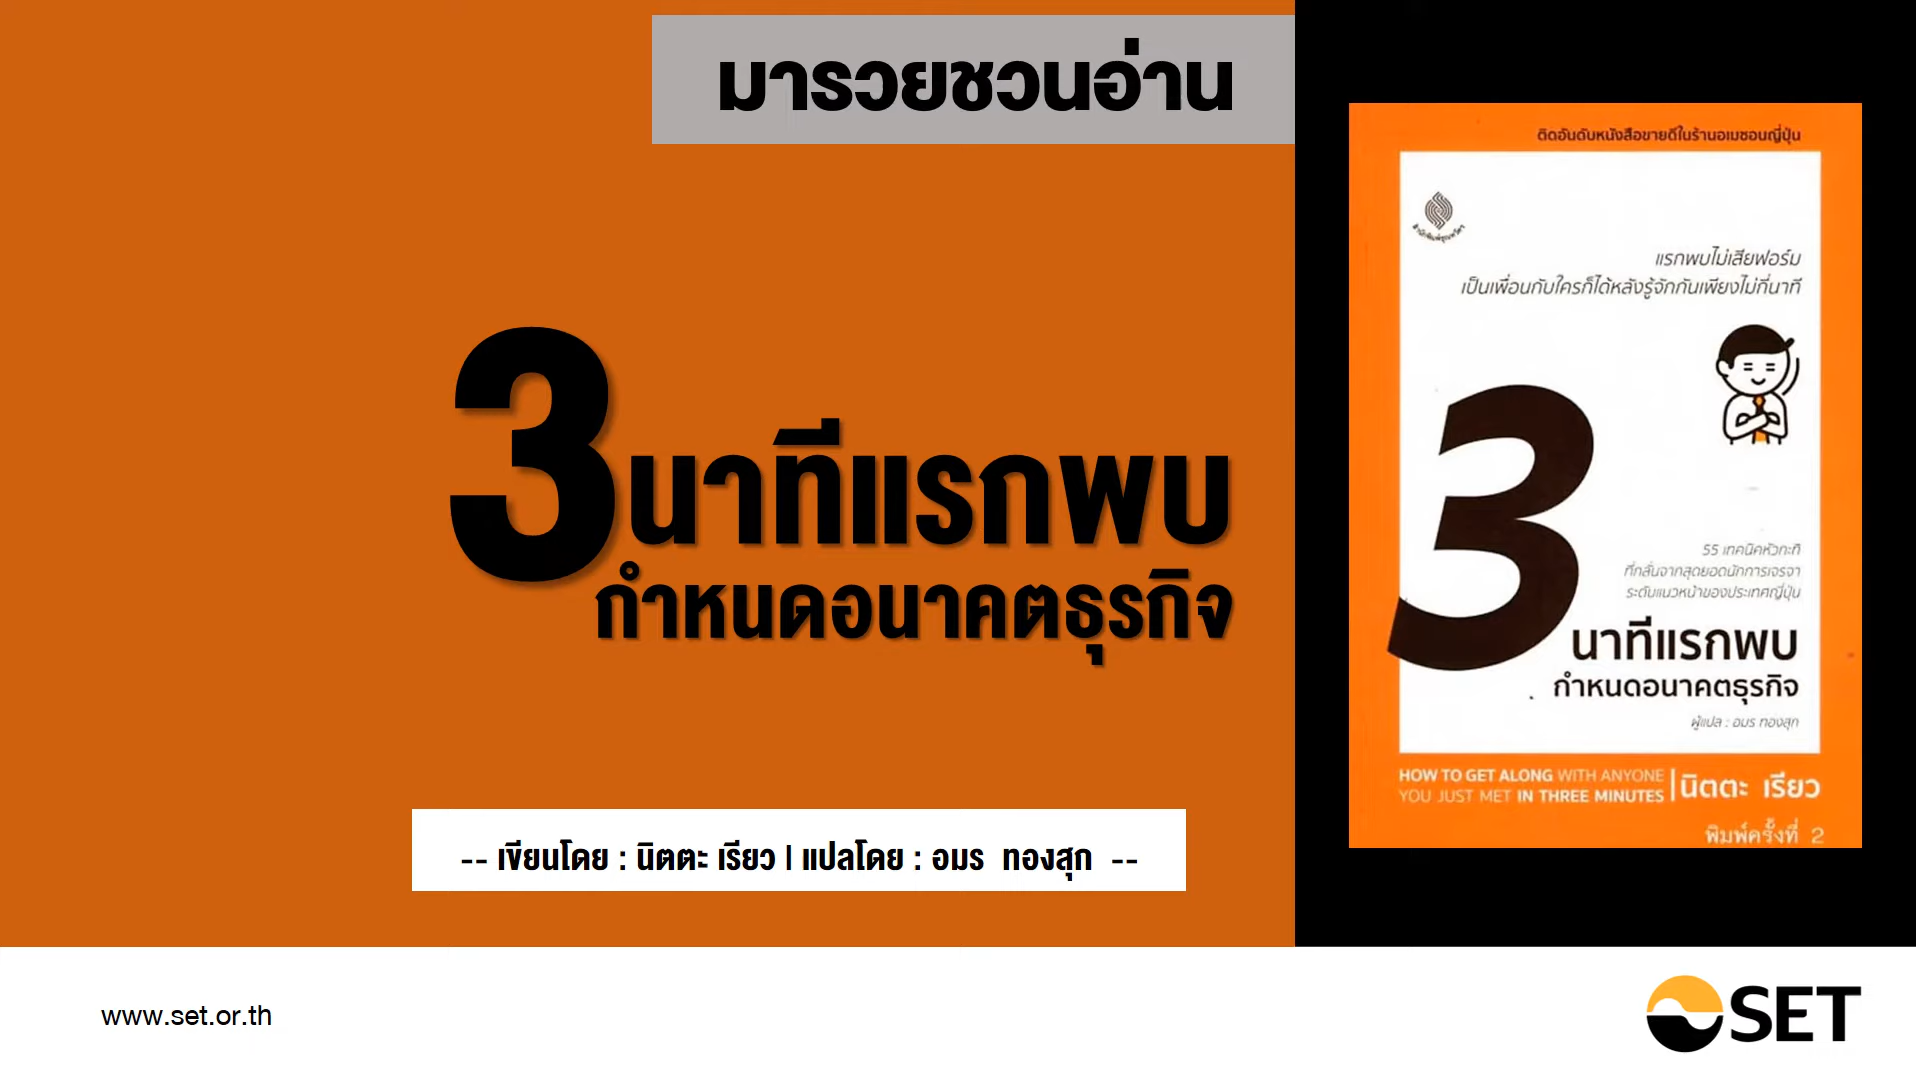 มารวยชวนอ่าน
3 นาทีแรกพบ
กำหนดอนาคตธุรกิจ
-- เขียนโดย : นิตตะ เรียว | แปลโดย : อมร ทองสุก --
ติดอันดับหนังสือขายดีในร้านอเมซอนญี่ปุ่น
แรกพบไม่เสียฟอร์ม
เป็นเพื่อนกับใครก็ได้หลังรู้จักกันเพียงไม่กี่นาที
55 เทคนิคหัวกะทิ
ที่กลั่นจากสุดยอดนักการเจรจา
ระดับแนวหน้าของประเทศญี่ปุ่น
3 นาทีแรกพบ
กำหนดอนาคตธุรกิจ
ผู้แปล : อมร ทองสุก
HOW TO GET ALONG WITH ANYONE
YOU JUST MET IN THREE MINUTES
นิตตะ เรียว
พิมพ์ครั้งที่ 2
www.set.or.th
SET